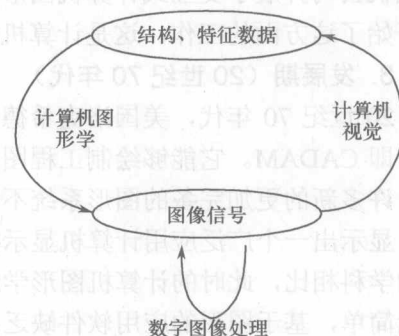 结构、特征数据
计算机图
形学
计算机
视觉
图像信号
数字图像处理